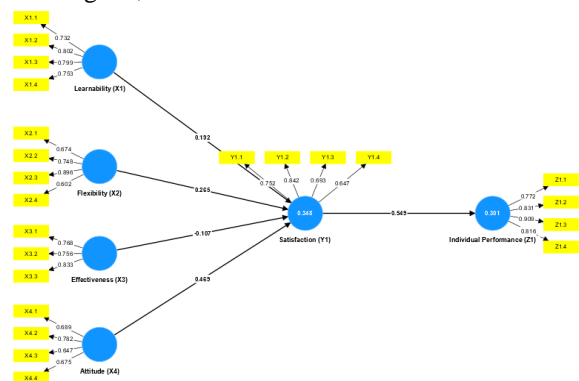 X1.1
X1.2
X1.3
X1.4
0.732
0.802
0.799
0.753
Learnability (X1)
X2.1
X2.2
X2.3
X2.4
0.674
0.749
0.896
0.602
Flexibility (X2)
X3.1
X3.2
X3.3
0.768
0.756
0.833
Effectiveness (X3)
X4.1
X4.2
X4.3
X4.4
0.689
0.782
0.647
0.675
Attitude (X4)
0.192
0.265
-0.107
0.469
Y1.1
Y1.2
Y1.3
Y1.4
0.752
0.842
0.693
0.647
0.348
Satisfaction (Y1)
0.549
0.301
Individual Performance (Z1)
0.772
0.831
0.909
0.816
Z1.1
Z1.2
Z1.3
Z1.4